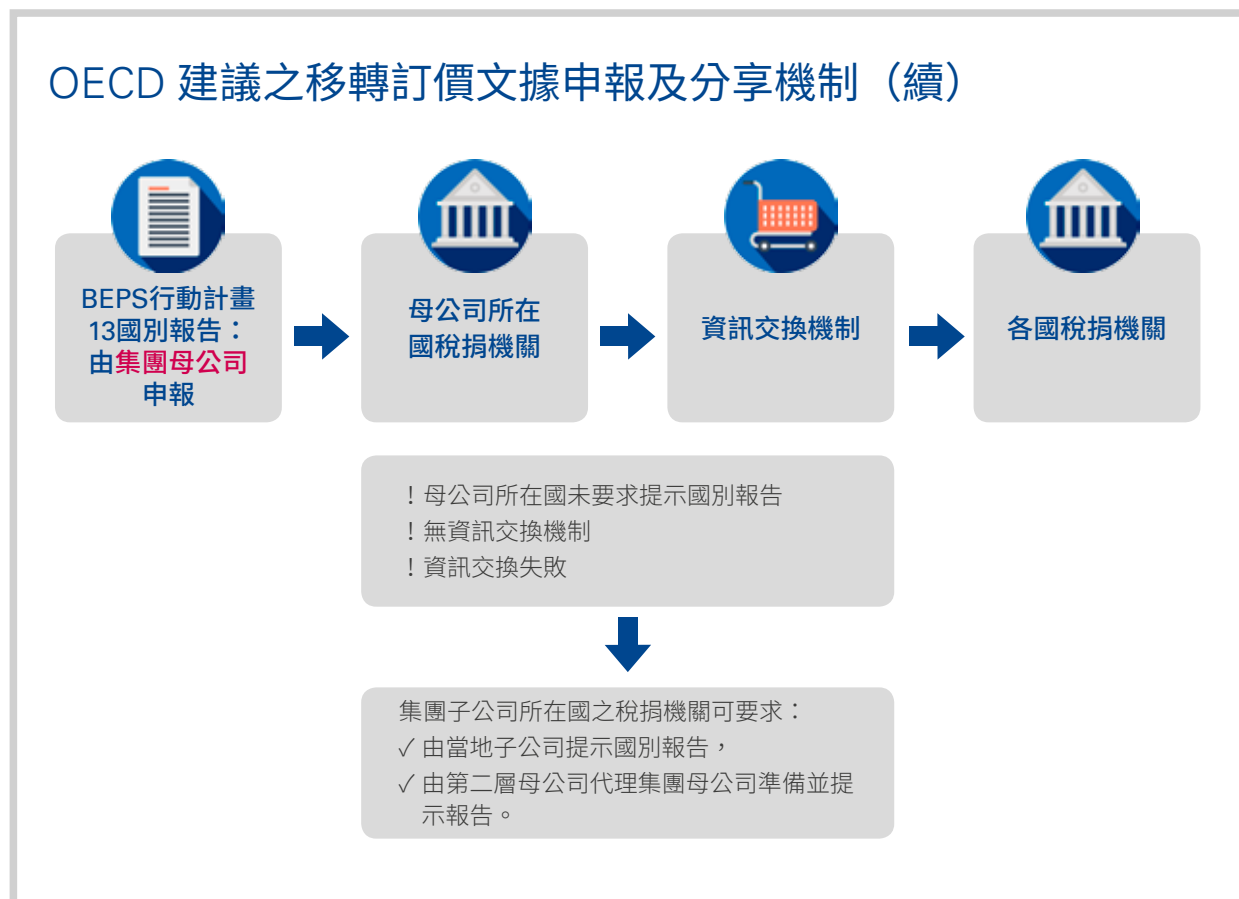 OECD 建議之移轉訂價文據申報及分享機制（續）
BEPS行動計畫
13國別報告：
由集團母公司
申報
母公司所在
國稅捐機關
資訊交換機制
各國稅捐機關
！母公司所在國未要求提示國別報告
！無資訊交換機制
！資訊交換失敗
集團子公司所在國之稅捐機關可要求：
✓ 由當地子公司提示國別報告，
✓ 由第二層母公司代理集團母公司準備並提
示報告。